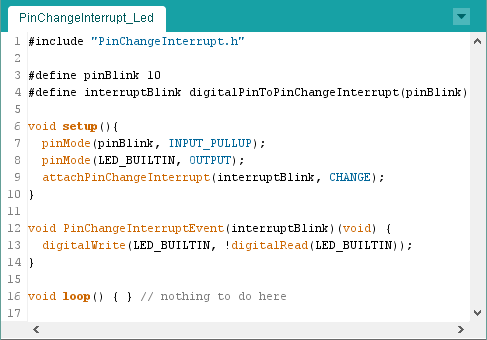 PinChangeInterrupt_Led
1 #include "PinChangeInterrupt.h"
2
3 #define pinBlink 10
4 #define interruptBlink digitalPinToPinChangeInterrupt(pinBlink)
5
6 void setup(){
7   pinMode(pinBlink, INPUT_PULLUP);
8   pinMode(LED_BUILTIN, OUTPUT);
9   attachPinChangeInterrupt(interruptBlink, CHANGE);
10 }
11
12 void PinChangeInterruptEvent(interruptBlink)(void) {
13   digitalWrite(LED_BUILTIN, !digitalRead(LED_BUILTIN));
14 }
15
16 void loop() { } // nothing to do here
17